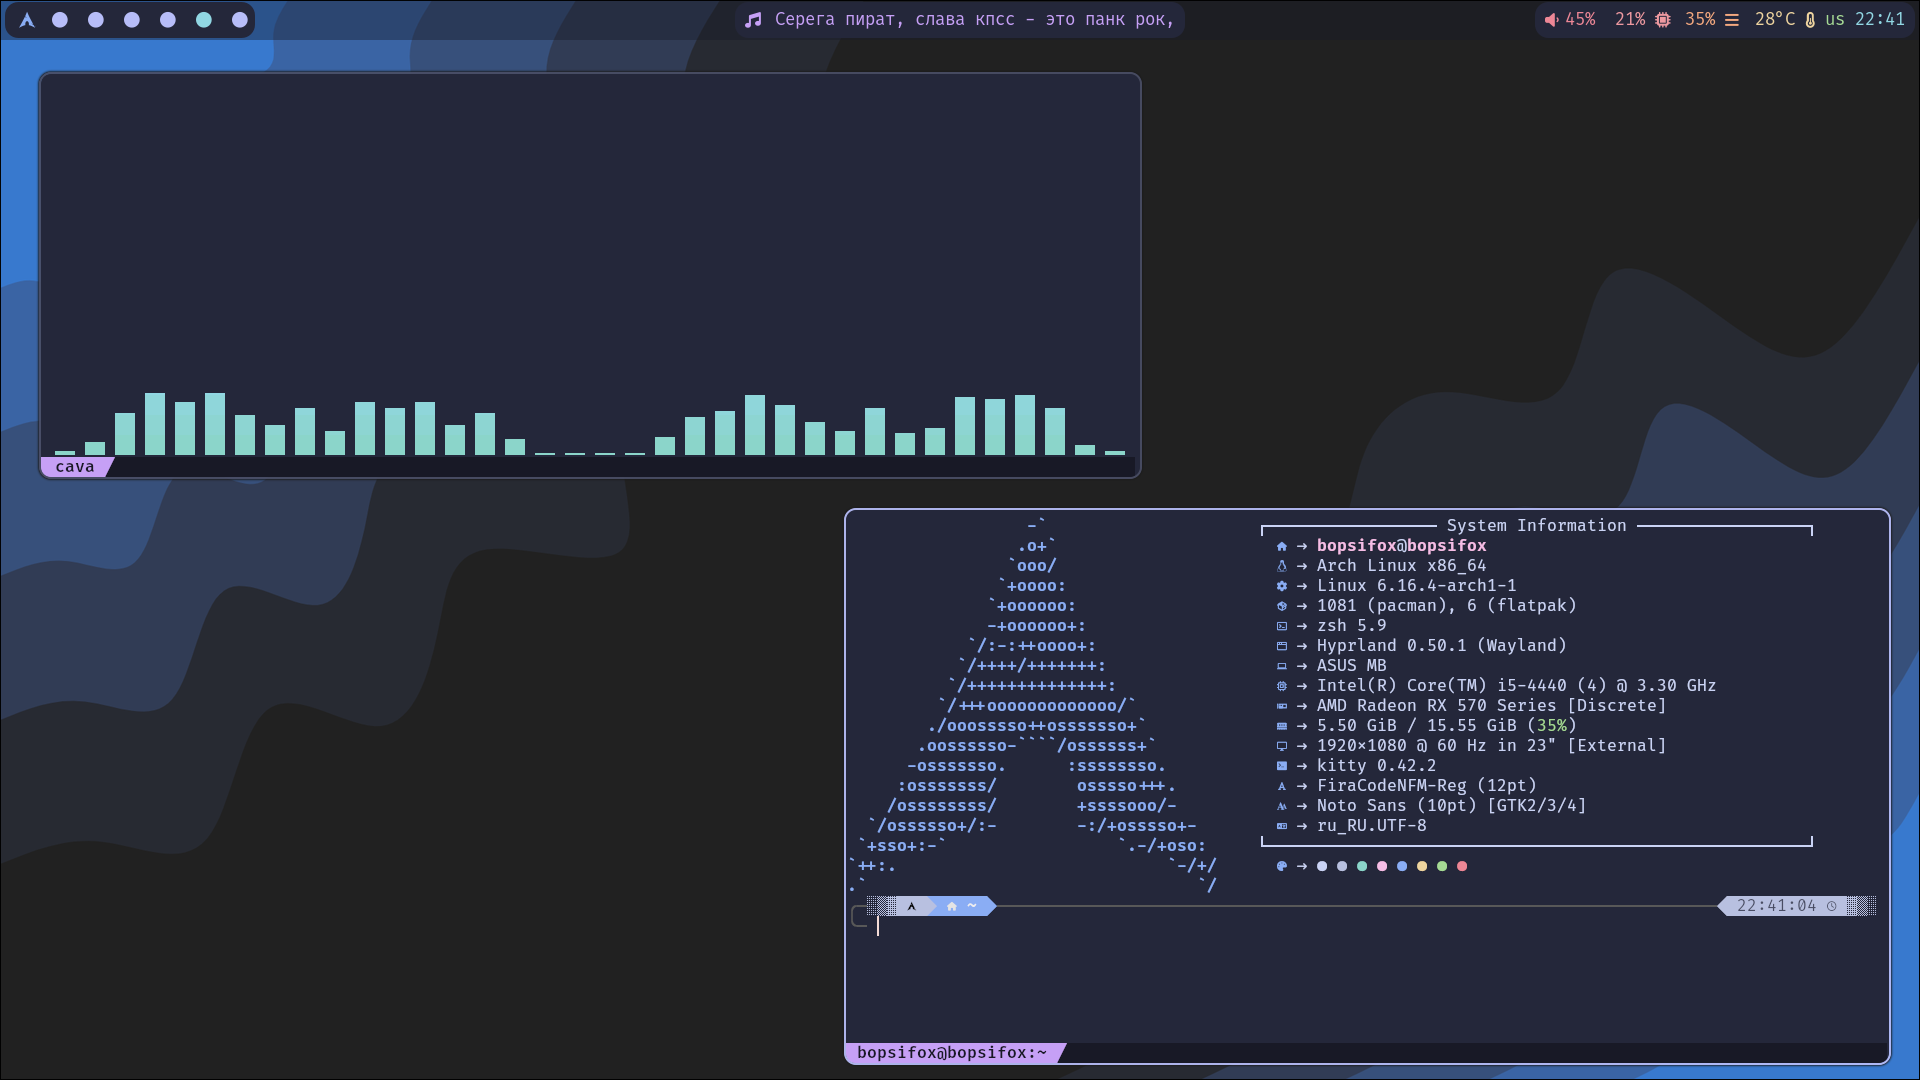 Серега пират, слава кпсс - это панк рок,
45% 21% 35% 28°C us 22:41
cava
-`
.o+`
`ooo/
`+oooo:
`+oooooo:
-+oooooo+:
`/:-:++oooo+:
`/++++/+++++++:
`/++++++++++++++:
`/+++ooooooooooooo/`
./ooosssso++osssssso+`
.oossssso-````/ossssss+`
-osssssso. :ssssssso.
:osssssss/ osssso+++.
/ossssssss/ +ssssooo/-
`/ossssso+/:- -:/+osssso+-
`+sso+:-` `.-/+oso:
`++:. `-/+/
.` `/
System Information
→ bopsifox@bopsifox
→ Arch Linux x86_64
→ Linux 6.16.4-arch1-1
→ 1081 (pacman), 6 (flatpak)
→ zsh 5.9
→ Hyprland 0.50.1 (Wayland)
→ ASUS MB
→ Intel(R) Core(TM) i5-4440 (4) @ 3.30 GHz
→ AMD Radeon RX 570 Series [Discrete]
→ 5.50 GiB / 15.55 GiB (35%)
→ 1920×1080 @ 60 Hz in 23" [External]
→ kitty 0.42.2
→ FiraCodeNFM-Reg (12pt)
→ Noto Sans (10pt) [GTK2/3/4]
→ ru_RU.UTF-8
→
~ 22:41:04
bopsifox@bopsifox:~